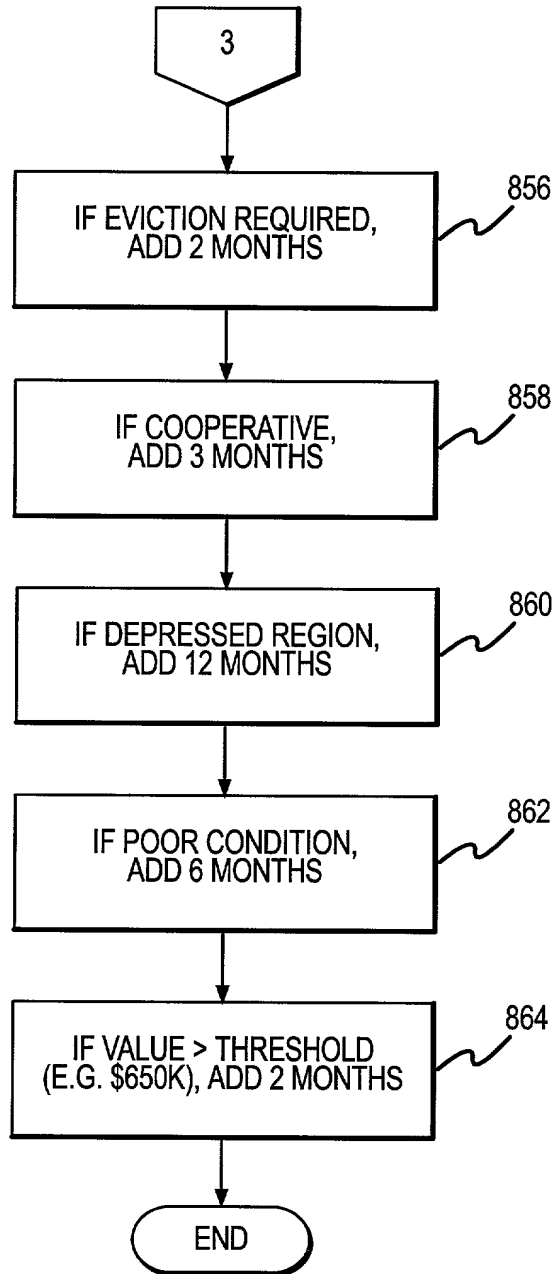 3
IF EVICTION REQUIRED,
ADD 2 MONTHS
856
IF COOPERATIVE,
ADD 3 MONTHS
858
IF DEPRESSED REGION,
ADD 12 MONTHS
860
IF POOR CONDITION,
ADD 6 MONTHS
862
IF VALUE > THRESHOLD
(E.G. $650K), ADD 2 MONTHS
864
END